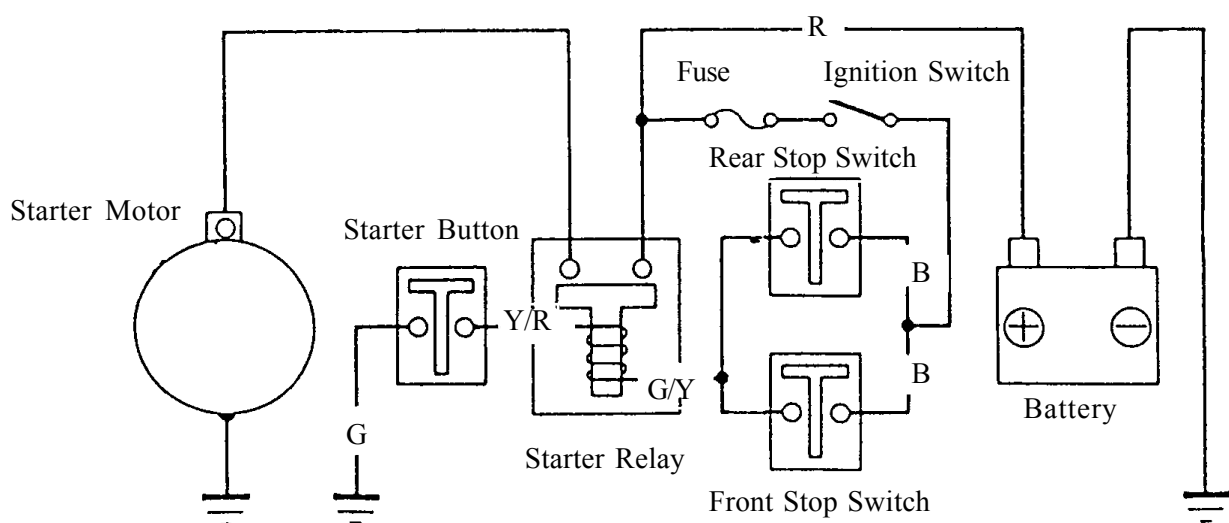 R
Fuse
Ignition Switch
Rear Stop Switch
Starter Motor
Starter Button
B
Y/R
+
−
G/Y
B
Battery
G
Starter Relay
Front Stop Switch